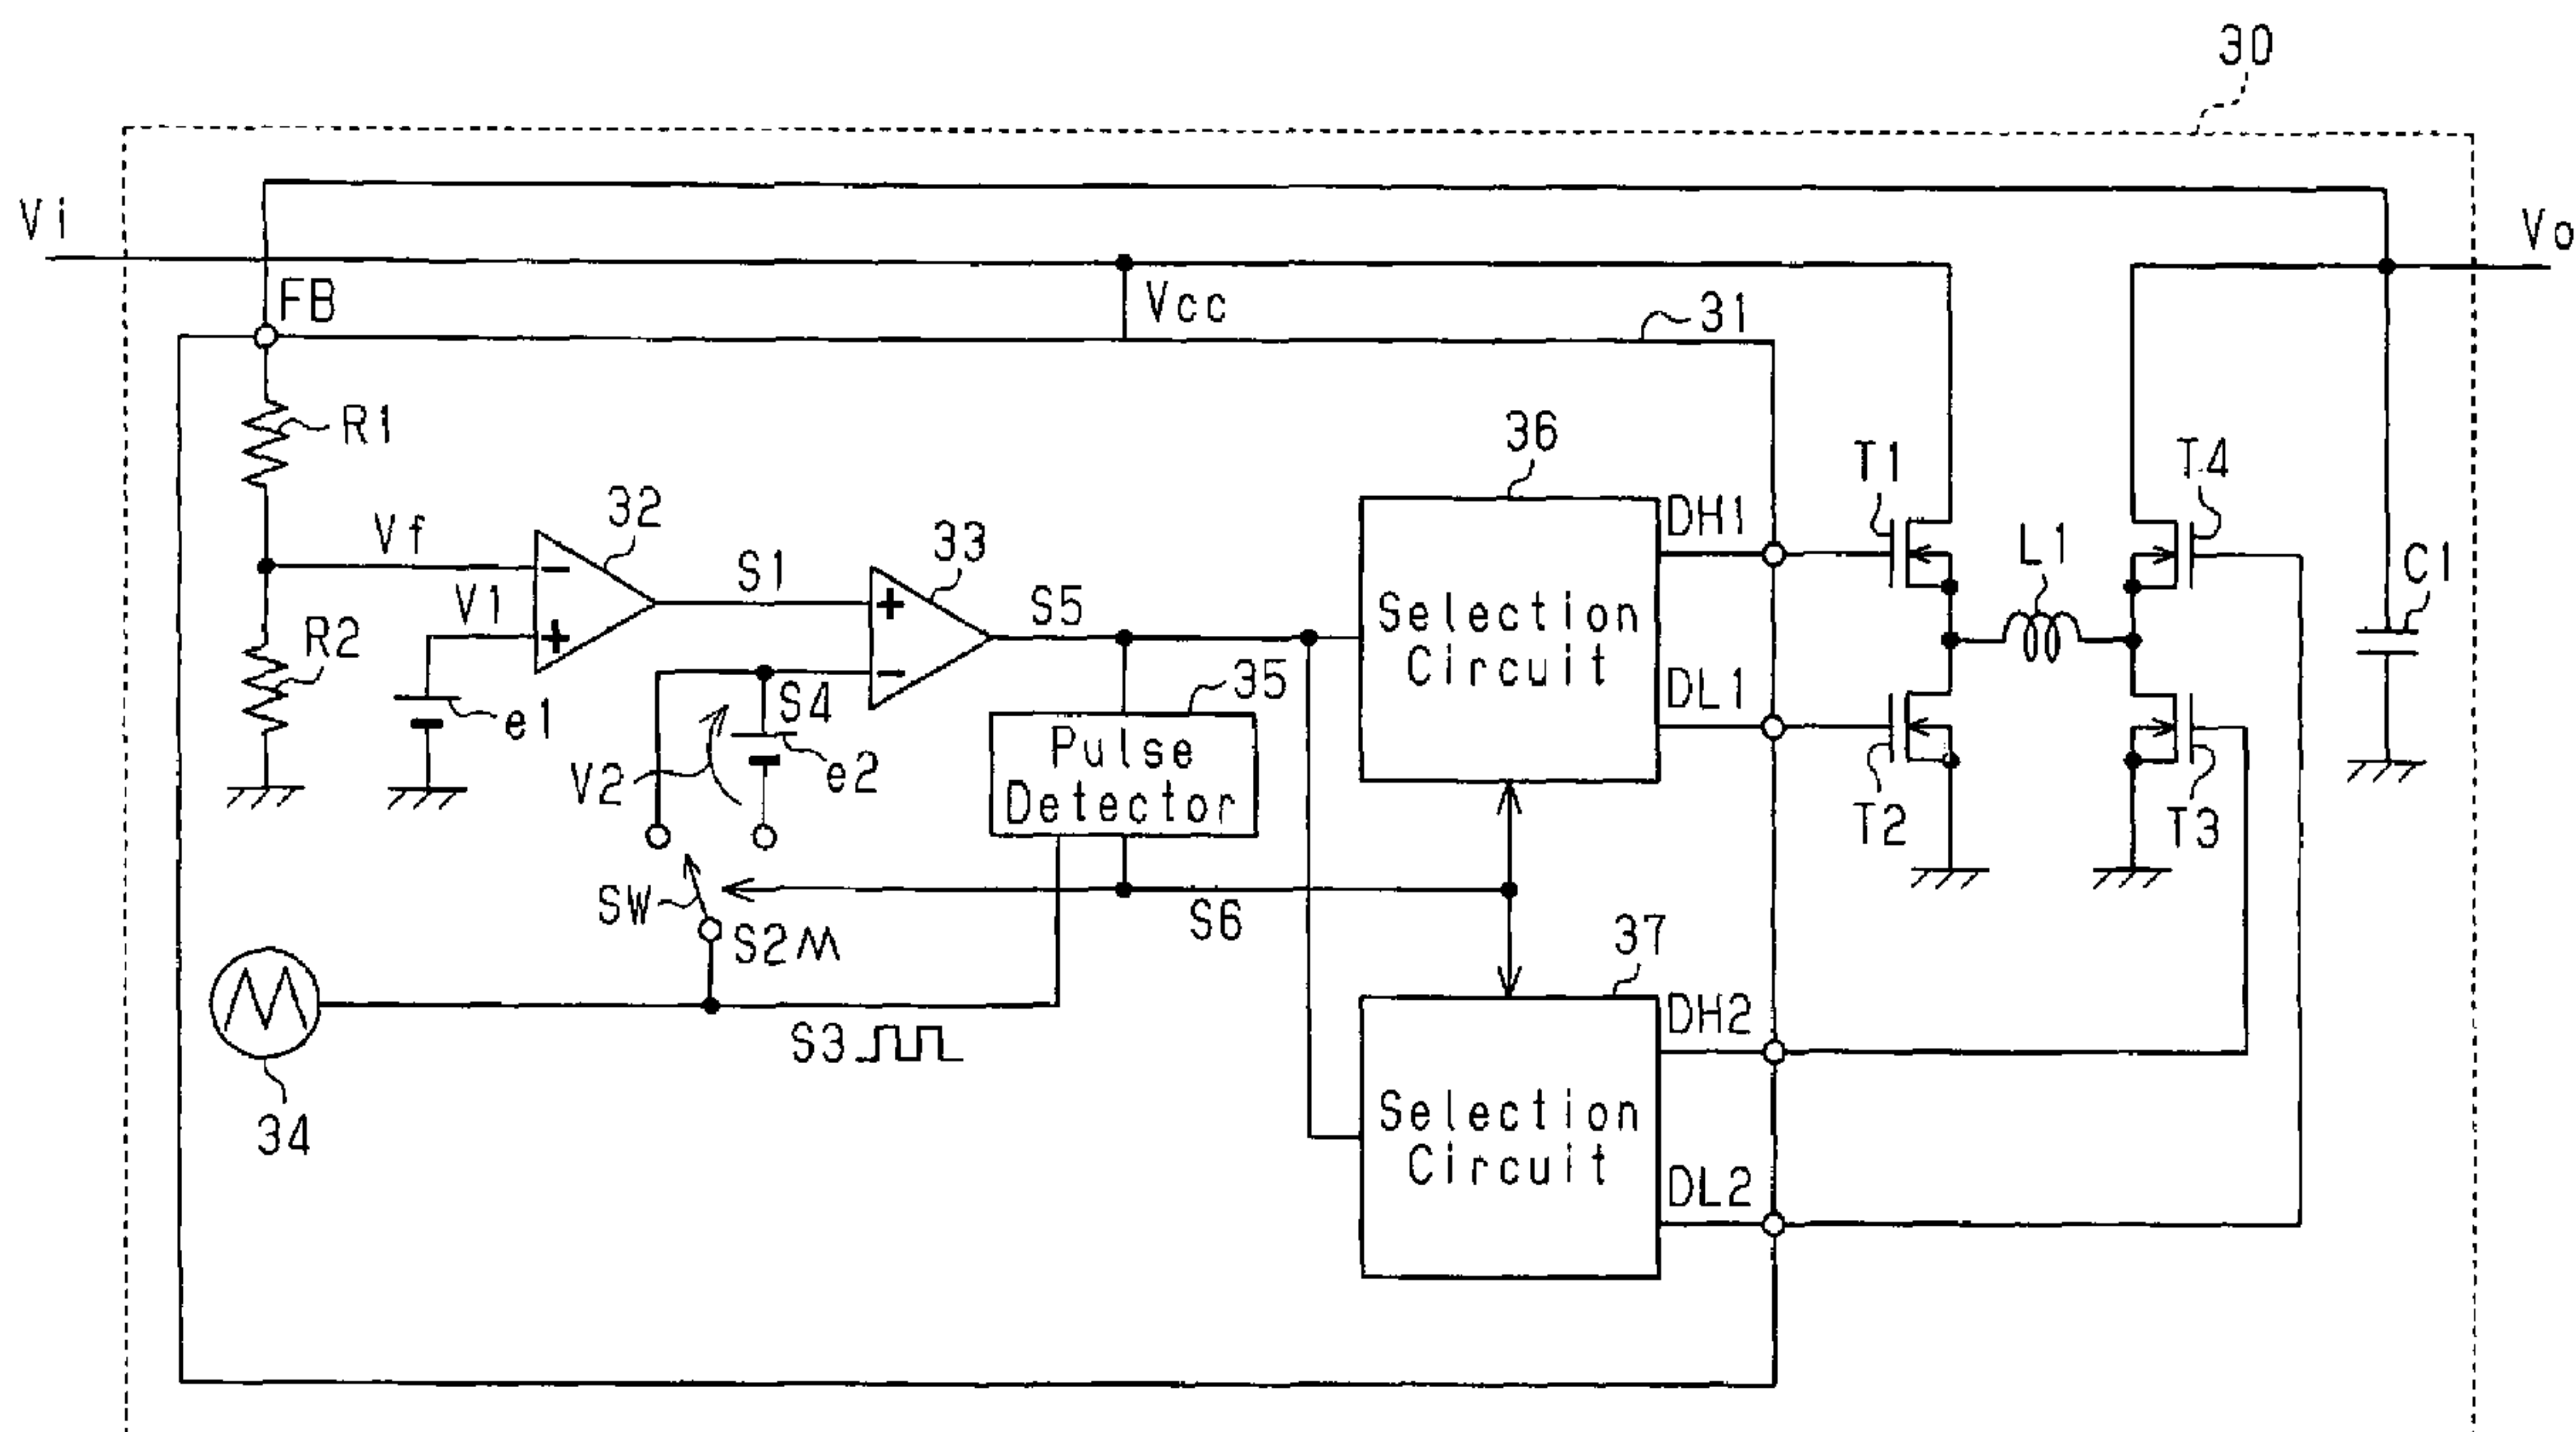 30
Vi
Vo
FB
Vcc
31
R1
36
T1
T4
32
DH1
Vf
33
L1
C1
S1
V1
S5
Selection
Circuit
R2
35
DL1
S4
e1
Pulse
Detector
V2
e2
T2
T3
SW
S6
S2
37
DH2
S3
34
Selection
Circuit
DL2